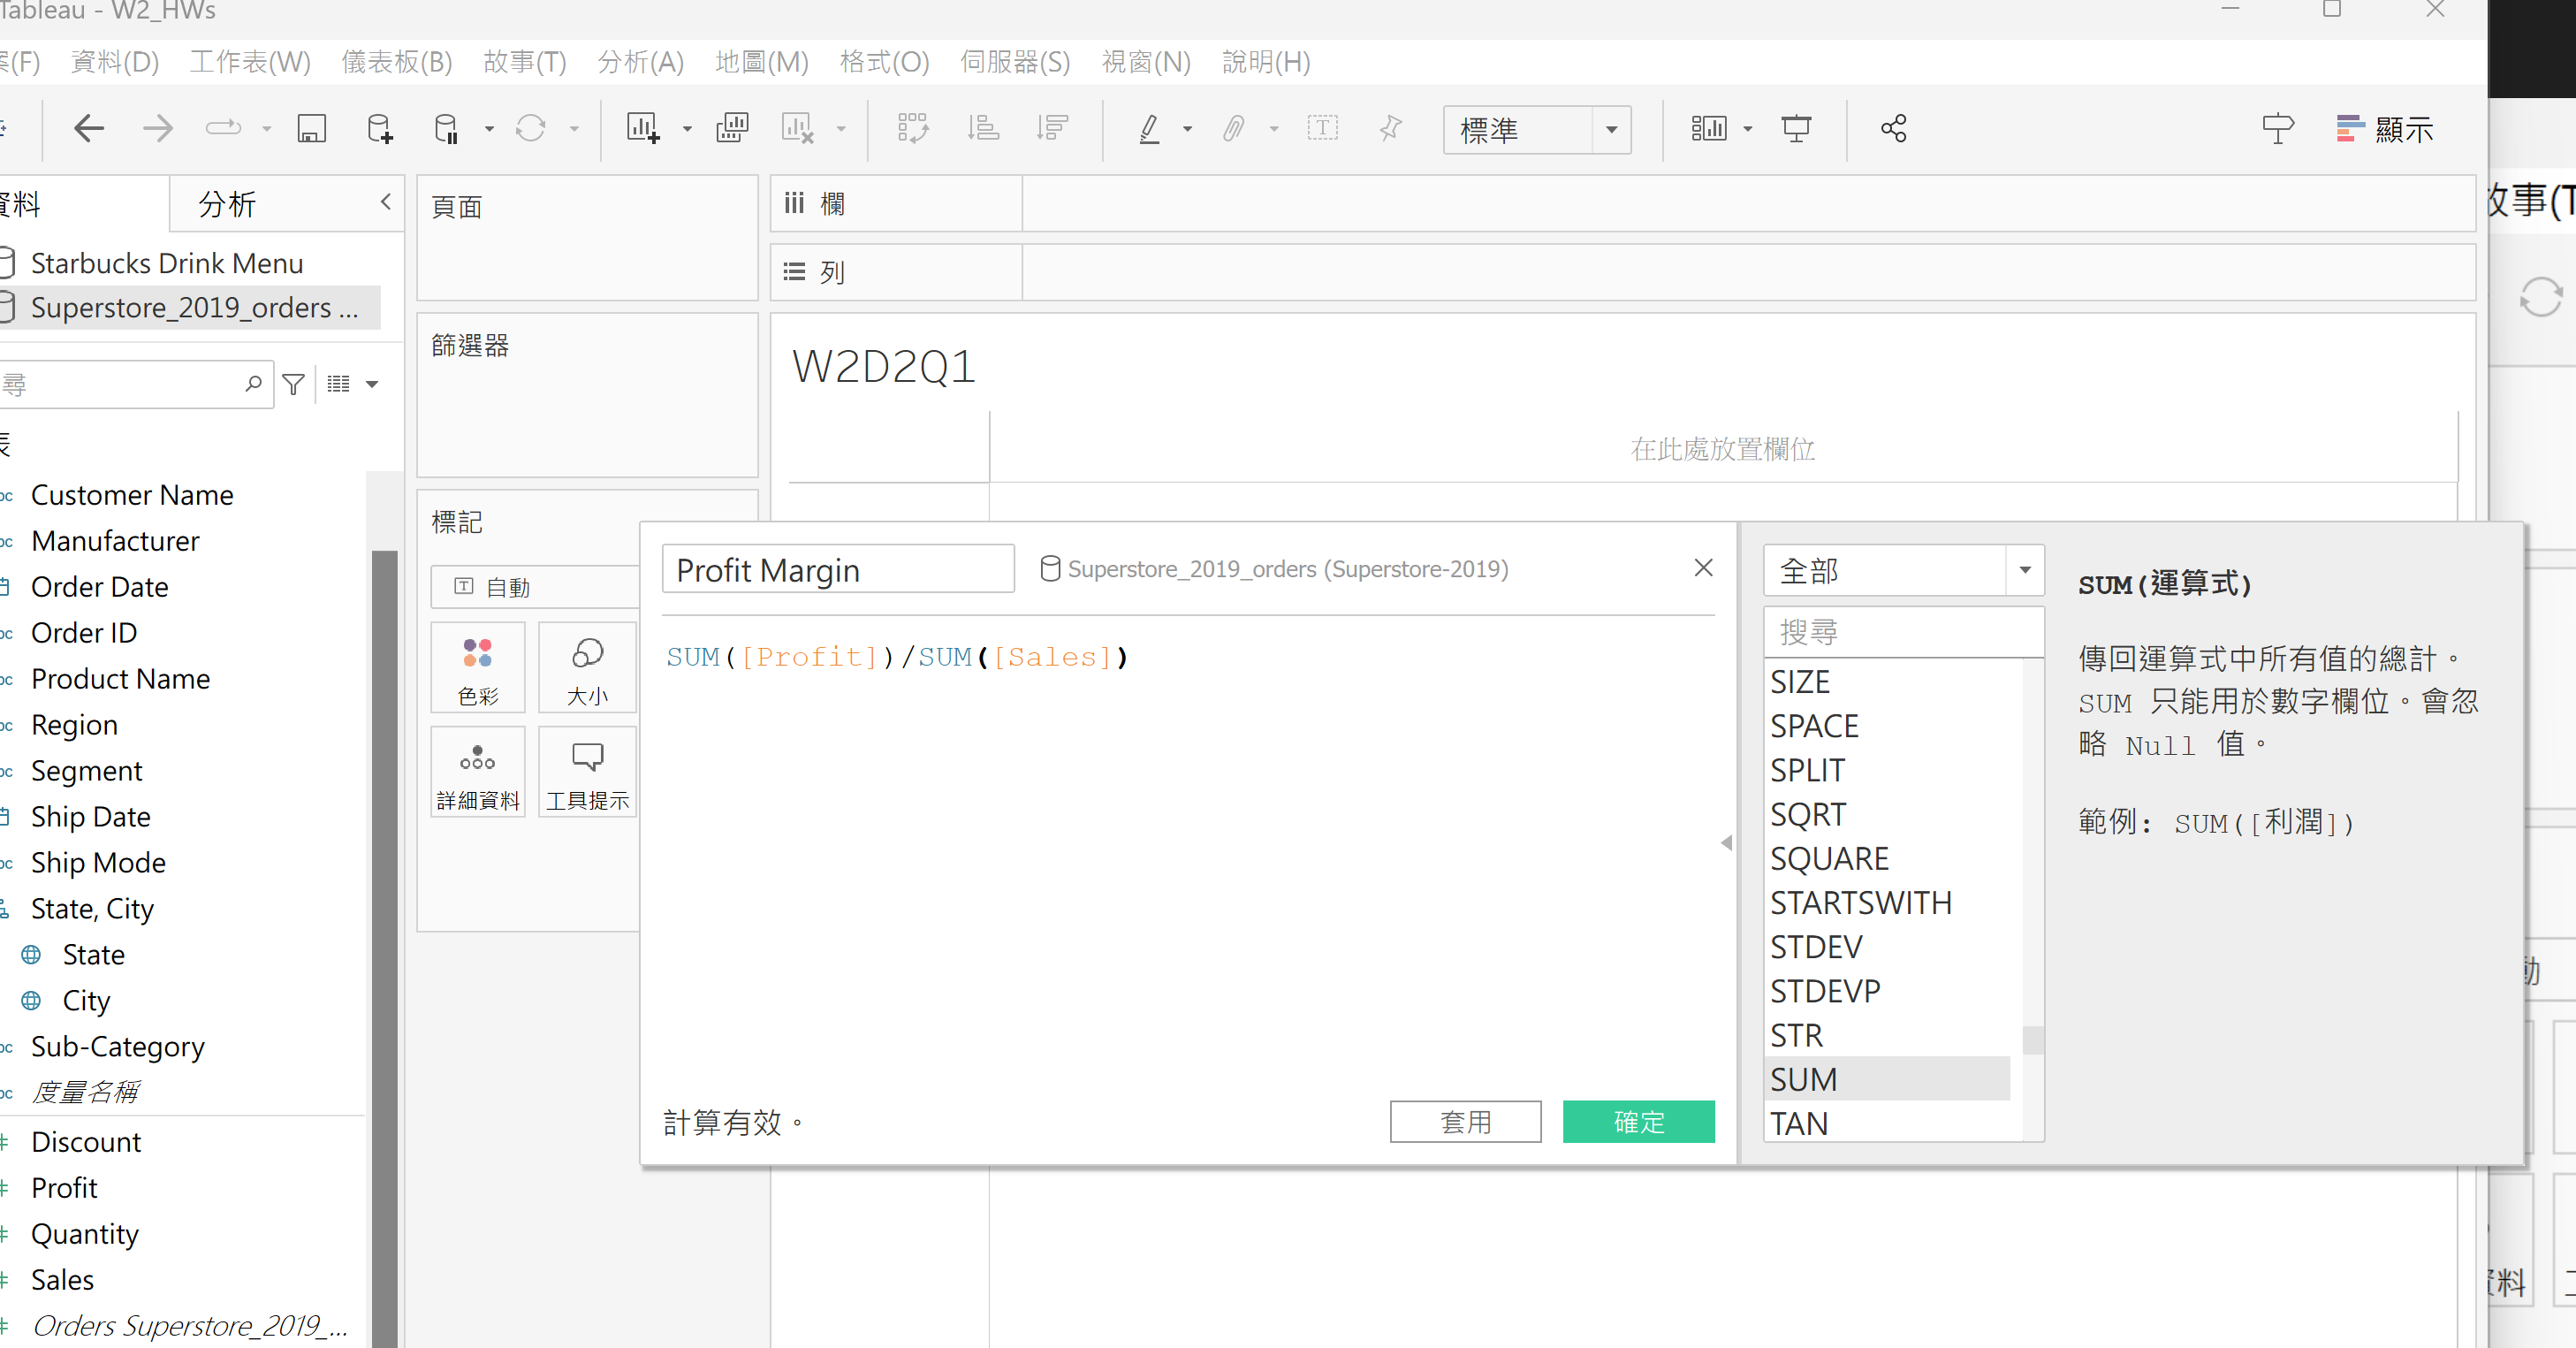 Tableau - W2_HWs
(F) 資料(D) 工作表(W) 儀表板(B) 故事(T) 分析(A) 地圖(M) 格式(O) 伺服器(S) 視窗(N) 說明(H)
標準
顯示
資料
分析
頁面
欄
故事(T
Starbucks Drink Menu
Superstore_2019_orders ...
列
篩選器
W2D2Q1
尋
表
在此處放置欄位
Customer Name
Manufacturer
Order Date
Order ID
Product Name
Region
Segment
Ship Date
Ship Mode
State, City
State
City
Sub-Category
度量名稱
Discount
Profit
Quantity
Sales
Orders Superstore_2019_...
標記
自動
色彩
大小
詳細資料
工具提示
Profit Margin
Superstore_2019_orders (Superstore-2019)
SUM([Profit])/SUM([Sales])
計算有效。
套用
確定
全部
搜尋
SIZE
SPACE
SPLIT
SQRT
SQUARE
STARTSWITH
STDEV
STDEVP
STR
SUM
TAN
SUM(運算式)
傳回運算式中所有值的總計。
SUM 只能用於數字欄位。會忽
略 Null 值。
範例: SUM([利潤])
動
資料